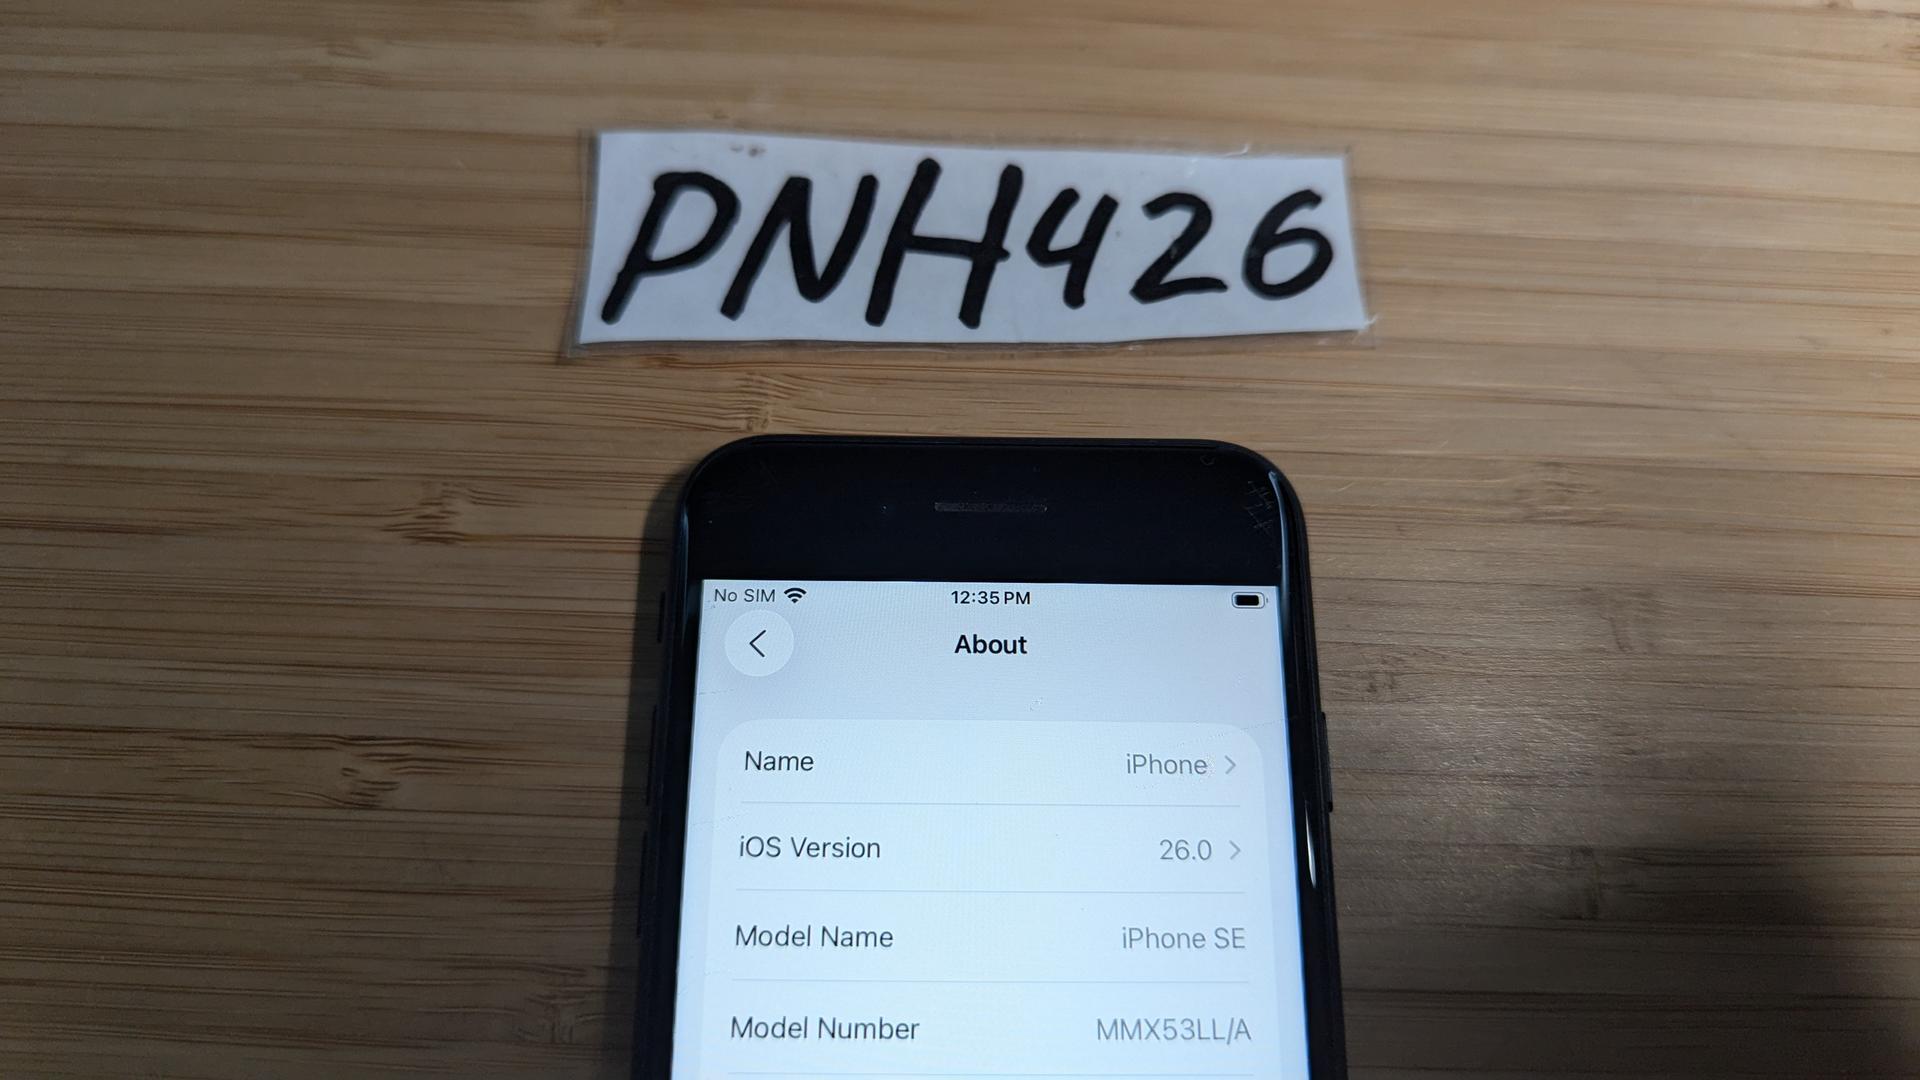 PNH426
No SIM 12:35 PM
About
Name iPhone
iOS Version 26.0
Model Name iPhone SE
Model Number MMX53LL/A